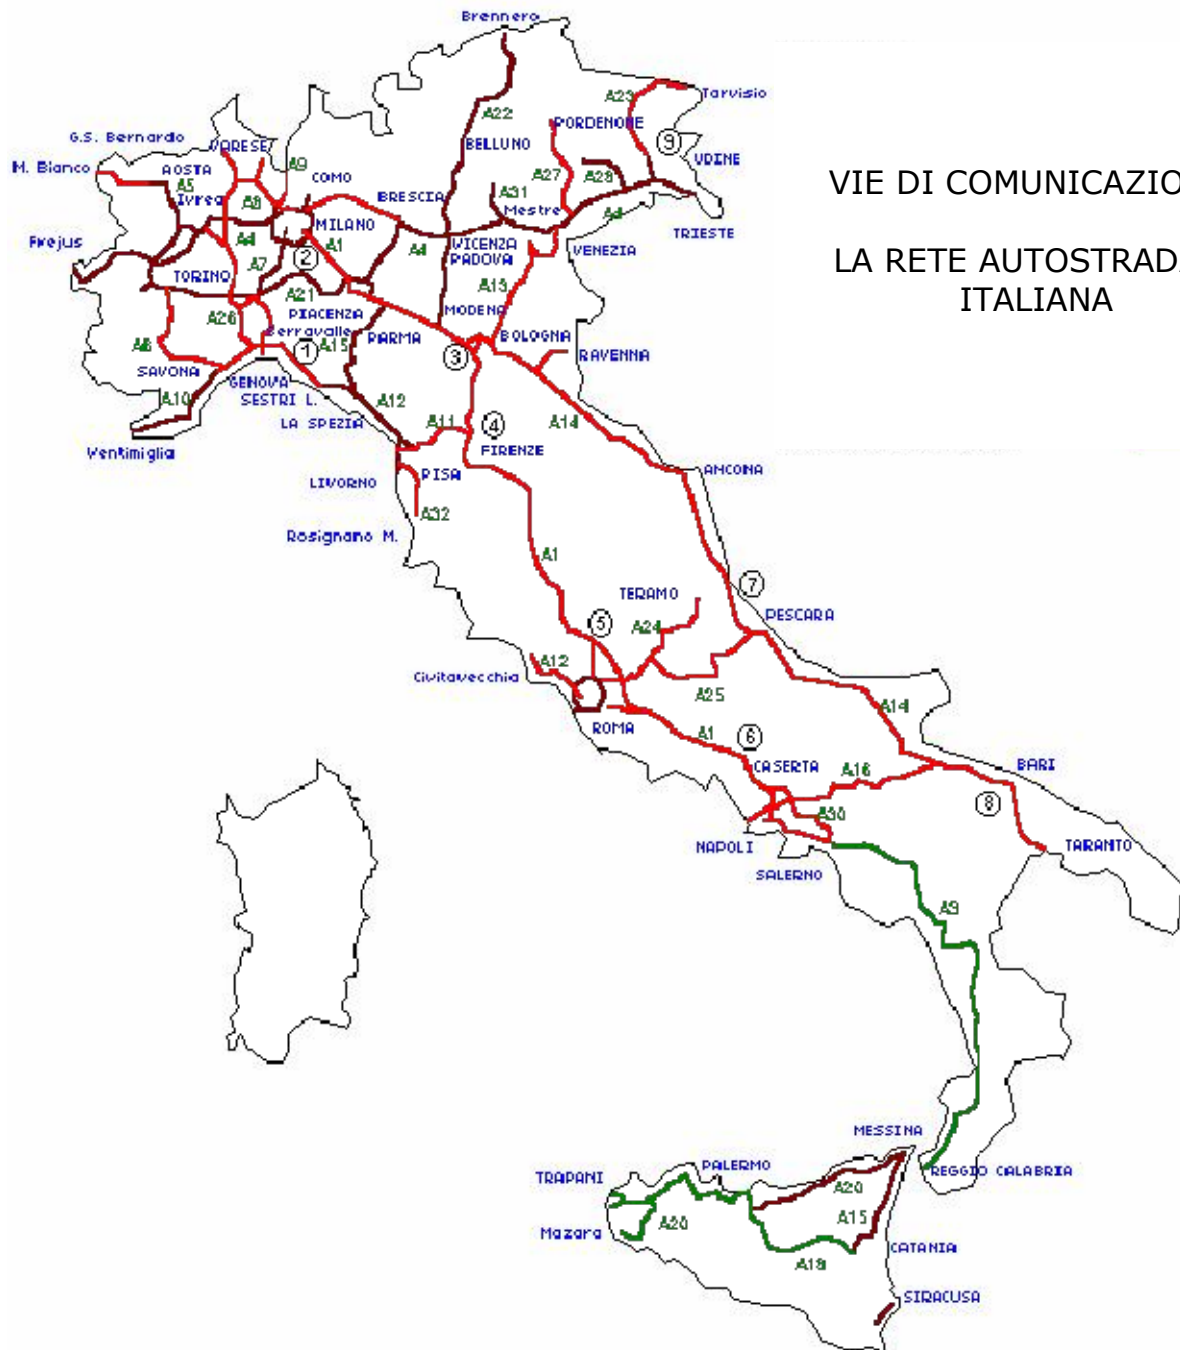 Brennero
Tarvisio
A23
A22
PORDENONE
G.S. Bernardo
VARESE
A9
BELLUNO
9
UDINE
M. Bianco
AOSTA
COMO
A27
A28
VIE DI COMUNICAZIO
A5
Ivrea
A8
BRESCIA
A31
Mestre
A4
TRIESTE
Frejus
A4
MILANO
A1
A4
VICENZA
PADOVA
VENEZIA
2
A7
TORINO
A21
A13
LA RETE AUTOSTRADA
ITALIANA
A26
PIACENZA
MODENA
Serravalle
PARMA
BOLOGNA
A6
1
A15
3
RAVENNA
SAVONA
GENOVA
A10
SESTRI L.
A12
A11
4
A14
LA SPEZIA
FIRENZE
Ventimiglia
PISA
ANCONA
LIVORNO
A32
Rosignano M.
A1
7
TERAMO
PESCARA
5
A24
A12
Civitavecchia
A25
A14
ROMA
A1
6
CASERTA
A16
BARI
8
A30
NAPOLI
TARANTO
SALERNO
A9
MESSINA
PALERMO
REGGIO CALABRIA
TRAPANI
A20
A15
A20
Mazara
CATANIA
A18
SIRACUSA